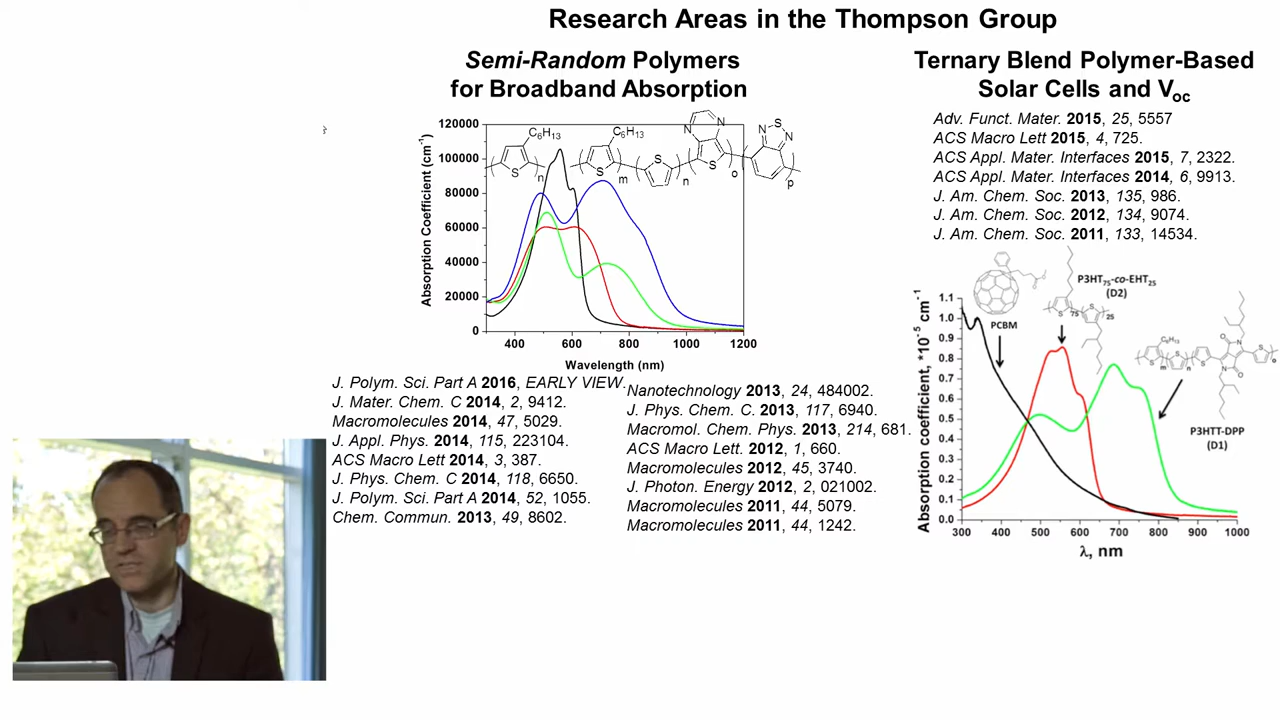 Research Areas in the Thompson Group
Semi-Random Polymers
for Broadband Absorption
120000
100000
80000
60000
40000
20000
0
Absorption Coefficient (cm-1)
400
600
800
1000
1200
Wavelength (nm)
C6H13
S
n
C6H13
S
m
S
n
N
N
S
o
N
S
N
p
J. Polym. Sci. Part A 2016, EARLY VIEW.
J. Mater. Chem. C 2014, 2, 9412.
Macromolecules 2014, 47, 5029.
J. Appl. Phys. 2014, 115, 223104.
ACS Macro Lett 2014, 3, 387.
J. Phys. Chem. C 2014, 118, 6650.
J. Polym. Sci. Part A 2014, 52, 1055.
Chem. Commun. 2013, 49, 8602.
Nanotechnology 2013, 24, 484002.
J. Phys. Chem. C. 2013, 117, 6940.
Macromol. Chem. Phys. 2013, 214, 681.
ACS Macro Lett. 2012, 1, 660.
Macromolecules 2012, 45, 3740.
J. Photon. Energy 2012, 2, 021002.
Macromolecules 2011, 44, 5079.
Macromolecules 2011, 44, 1242.
Ternary Blend Polymer-Based
Solar Cells and Voc
Adv. Funct. Mater. 2015, 25, 5557
ACS Macro Lett 2015, 4, 725.
ACS Appl. Mater. Interfaces 2015, 7, 2322.
ACS Appl. Mater. Interfaces 2014, 6, 9913.
J. Am. Chem. Soc. 2013, 135, 986.
J. Am. Chem. Soc. 2012, 134, 9074.
J. Am. Chem. Soc. 2011, 133, 14534.
P3HT75-co-EHT25
(D2)
75
25
PCBM
C6H13
P3HTT-DPP
(D1)
1.1
1.0
0.9
0.8
0.7
0.6
0.5
0.4
0.3
0.2
0.1
0.0
Absorption coefficient, *10-5 cm-1
300
400
500
600
700
800
900
1000
λ, nm